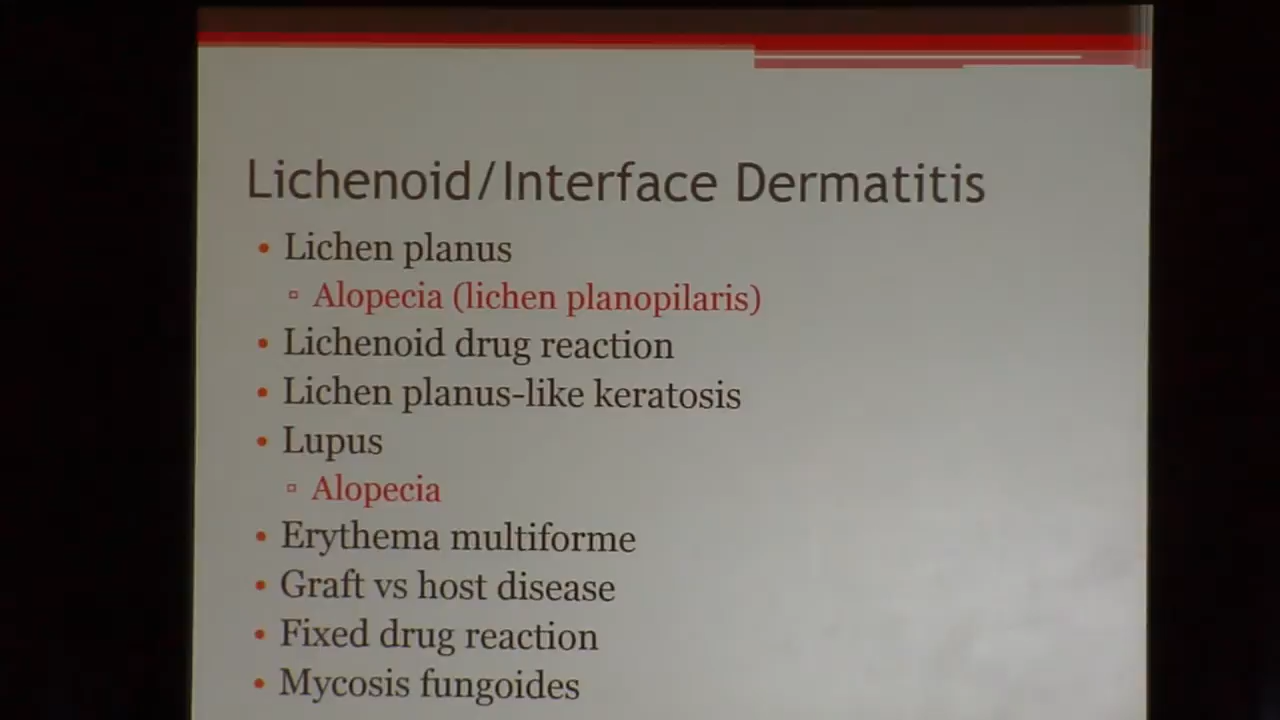 Lichenoid/Interface Dermatitis
• Lichen planus
▫ Alopecia (lichen planopilaris)
• Lichenoid drug reaction
• Lichen planus-like keratosis
• Lupus
▫ Alopecia
• Erythema multiforme
• Graft vs host disease
• Fixed drug reaction
• Mycosis fungoides